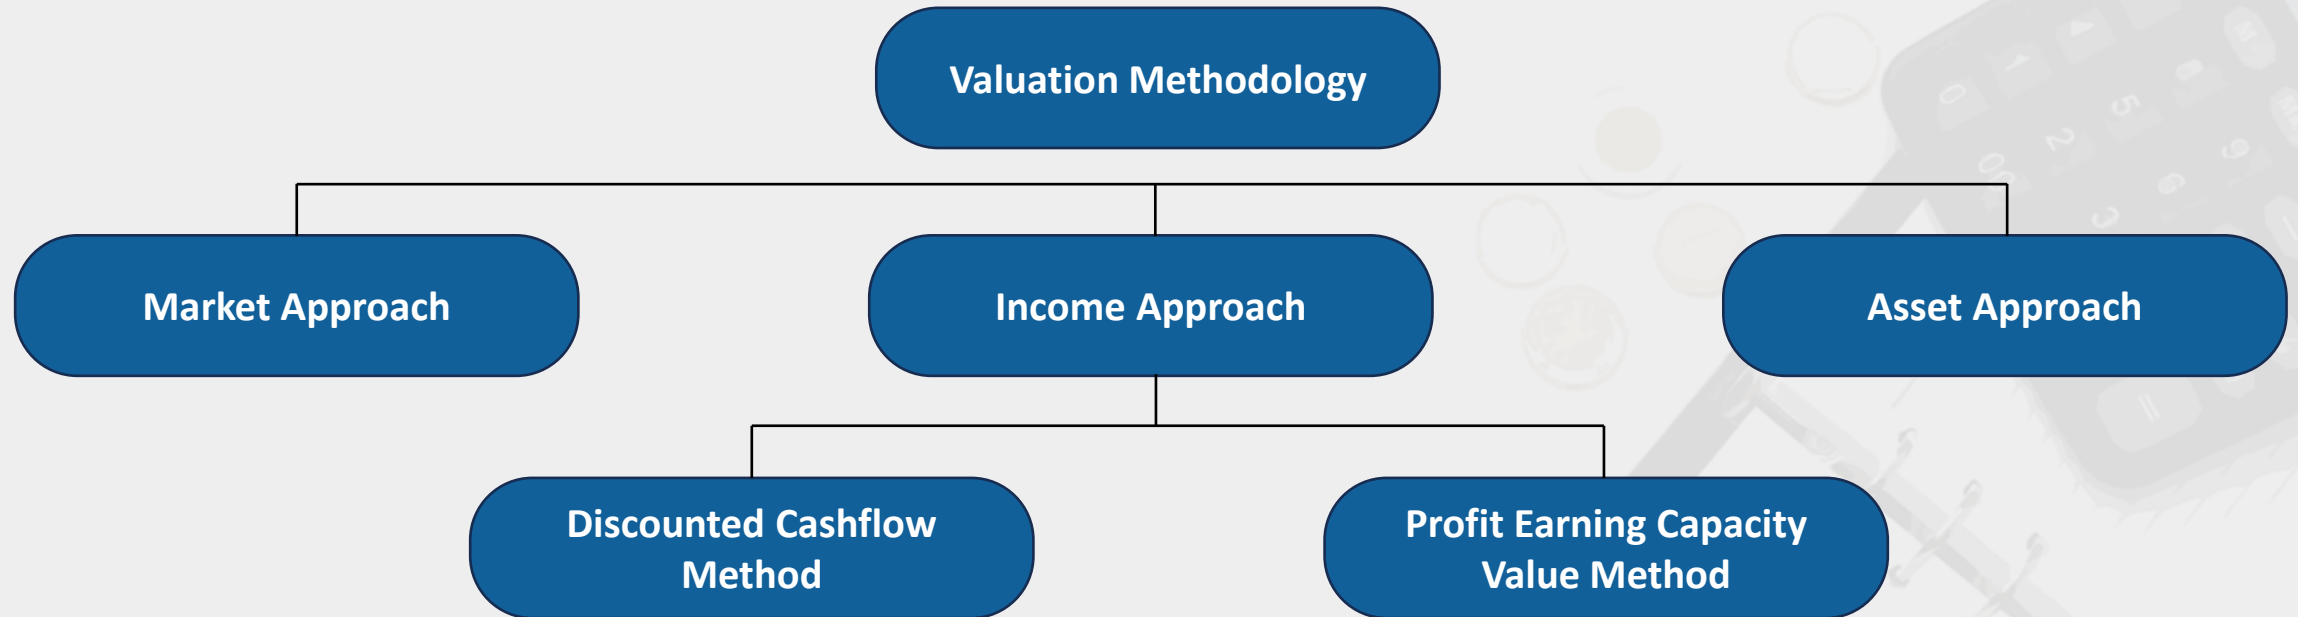 Valuation Methodology
Market Approach
Income Approach
Asset Approach
Discounted Cashflow
Method
Profit Earning Capacity
Value Method